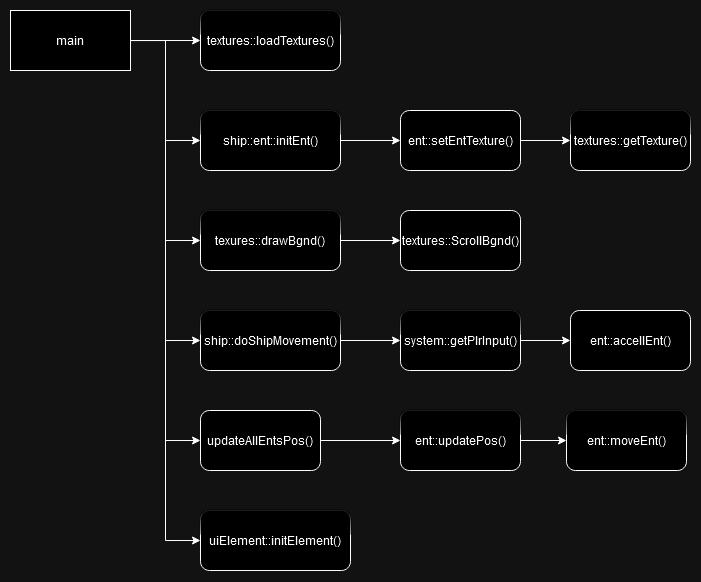 main
textures::loadTextures()
ship::ent::initEnt()
ent::setEntTexture()
textures::getTexture()
texures::drawBgnd()
textures::ScrollBgnd()
ship::doShipMovement()
system::getPlrInput()
ent::accellEnt()
updateAllEntsPos()
ent::updatePos()
ent::moveEnt()
uiElement::initElement()